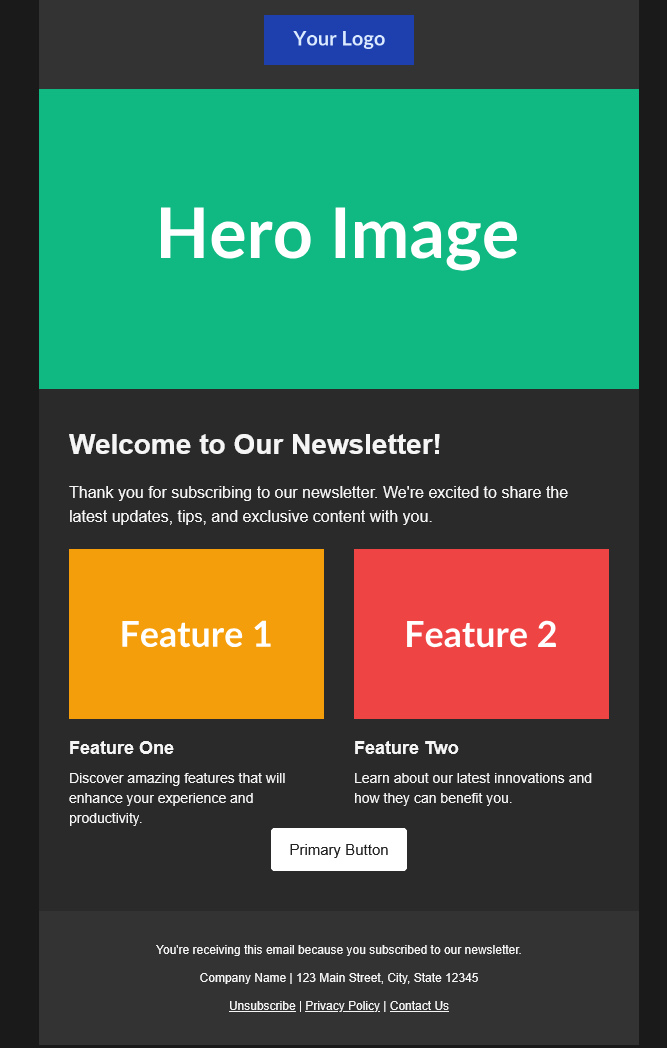 Your Logo
Hero Image
Welcome to Our Newsletter!
Thank you for subscribing to our newsletter. We're excited to share the
latest updates, tips, and exclusive content with you.
Feature 1
Feature One
Discover amazing features that will
enhance your experience and
productivity.
Feature 2
Feature Two
Learn about our latest innovations and
how they can benefit you.
Primary Button
You're receiving this email because you subscribed to our newsletter.
Company Name | 123 Main Street, City, State 12345
Unsubscribe | Privacy Policy | Contact Us